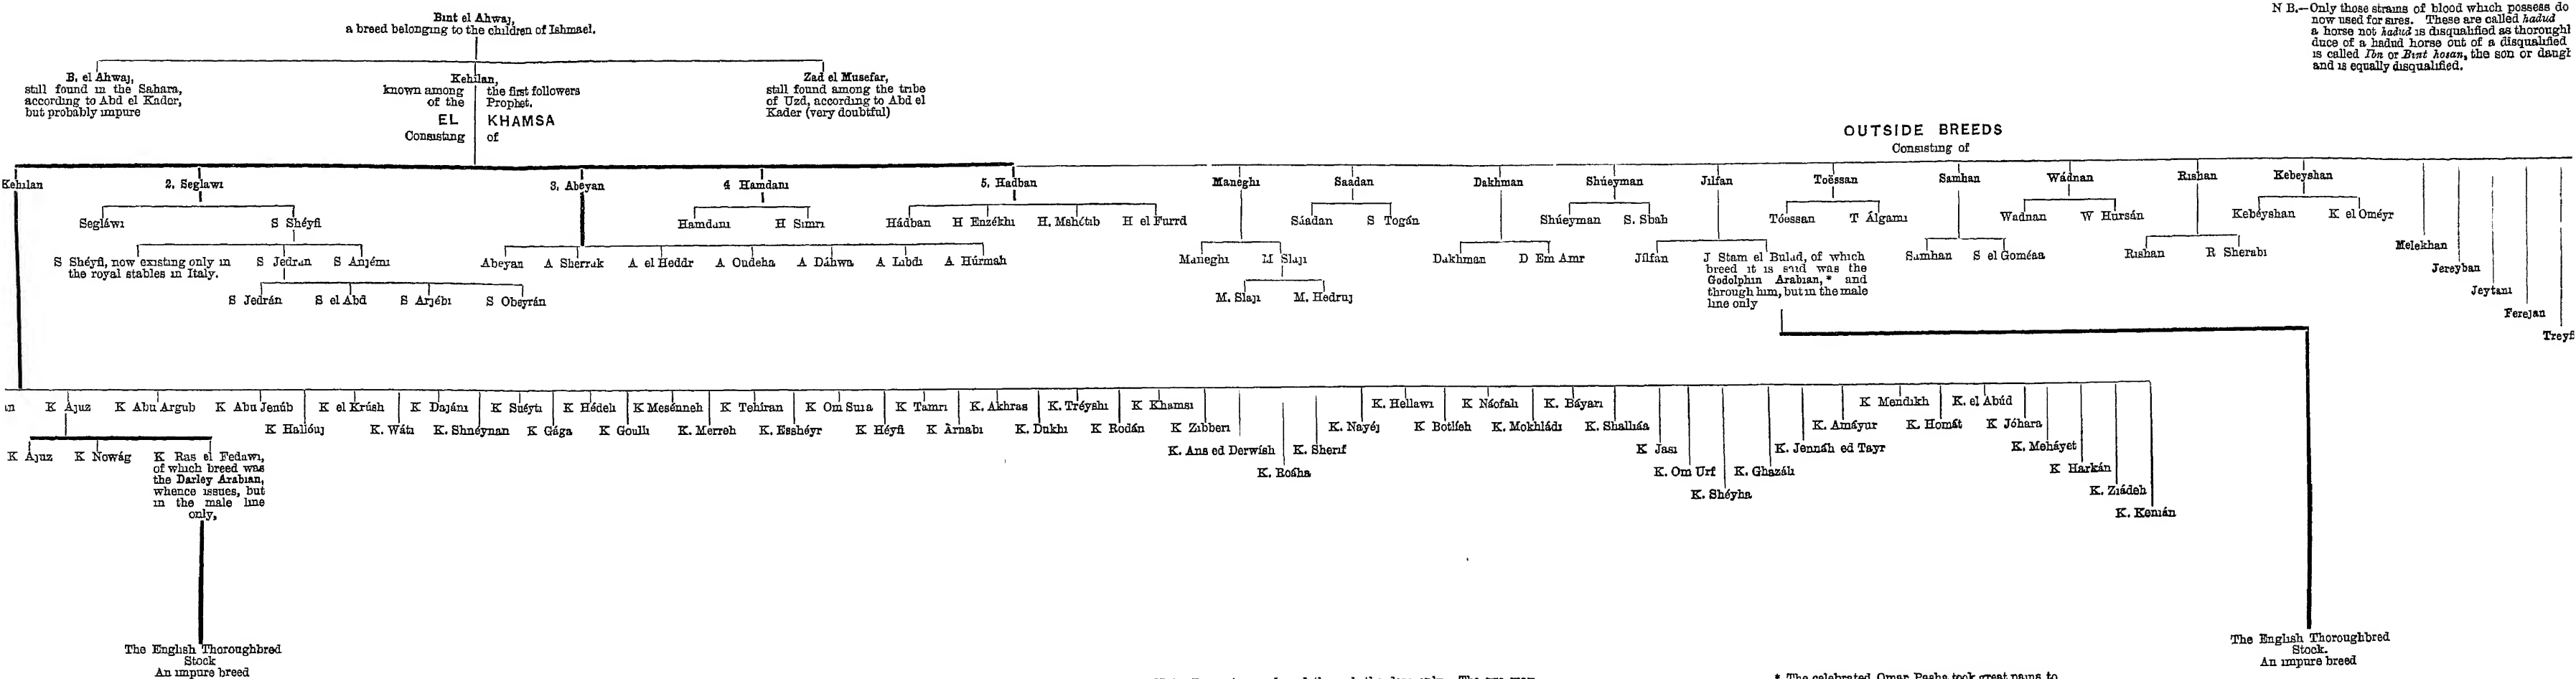 Bint el Ahwaj,
a breed belonging to the children of Ishmael.
N B.—Only those strains of blood which possess do
now used for sires. These are called hadud
a horse not hadud is disqualified as thorough
duce of a hadud horse out of a disqualified
is called Ibn or Bint hosan, the son or
and is equally disqualified.
B. el Ahwaj,
still found in the Sahara,
according to Abd el Kader,
but probably impure
Kehilan,
known among the first followers
of the Prophet.
EL KHAMSA
Consisting of
Zad el Musefar,
still found among the tribe
of Uzd, according to Abd el
Kader (very doubtful)
OUTSIDE BREEDS
Consisting of
Kehilan
2, Seglawi
3, Abeyan
4 Hamdani
5, Hadban
Maneghi
Saadan
Dakhman
Shúeyman
Jilfan
Toëssan
Samhan
Wádnan
Rishan
Kebeyshan
Segláwi
S Shéyfi
Hamdani
H Simri
Hádban
H Enzékhi
H. Mahétib
H el Furrd
Sáadan
S Togán
Shúeyman
S. Sbah
Tóessan
T Álgami
Wadnan
W Hursán
Kebéyshan
K el Oméyr
S Shéyfi, now existing only in
the royal stables in Italy.
S Jedran
S Anjémi
Abeyan
A Sherrak
A el Heddr
A Oudeha
A Dáhwa
A Libdi
A Húrmah
Maneghi
M Slaji
Dakhman
D Em Amr
Jilfan
J Stam el Bulad, of which
breed it is said was the
Godolphin Arabian,* and
through him, but in the male
line only
Samhan
S el Goméaa
Rishan
R Sherabi
Melekhan
Jereyban
Jeytani
Ferejan
Treyfi
S Jedrán
S el Abd
S Arjébi
S Obeyrán
M. Slaji
M. Hedruj
an
K Ajuz
K Abu Argub
K Abu Jenúb
K el Krúsh
K Dajáni
K Suéyti
K Hédeli
K Mesénneh
K Tehiran
K Om Suia
K Tamri
K. Akhras
K. Tréyshi
K Khamsi
K. Hellawi
K Náofali
K. Báyari
K Mendikh
K. el Abúd
K Hallóuj
K. Wáti
K. Shneynan
K Gága
K Goulli
K. Merreh
K. Esshéyr
K Héyfi
K Àrnabi
K. Dukhi
K Rodán
K Zibberi
K. Nayéj
K Botlfeh
K. Mokhládi
K. Shalháa
K. Amáyur
K. Homát
K Jóhara
K Ajuz
K Nowág
K Ras el Fedawi,
of which breed was
the Darley Arabian,
whence issues, but
in the male line
only,
K. Ans ed Derwish
K. Sherif
K Jasi
K. Jennáh ed Tayr
K. Meháyet
K. Rosha
K. Om Urf
K. Ghazáli
K Harkán
K. Shéyha
K. Ziádeh
K. Kemán
The English Thoroughbred
Stock
An impure breed
The English Thoroughbred
Stock.
An impure breed
* The celebrated Omar Pasha took great pains to